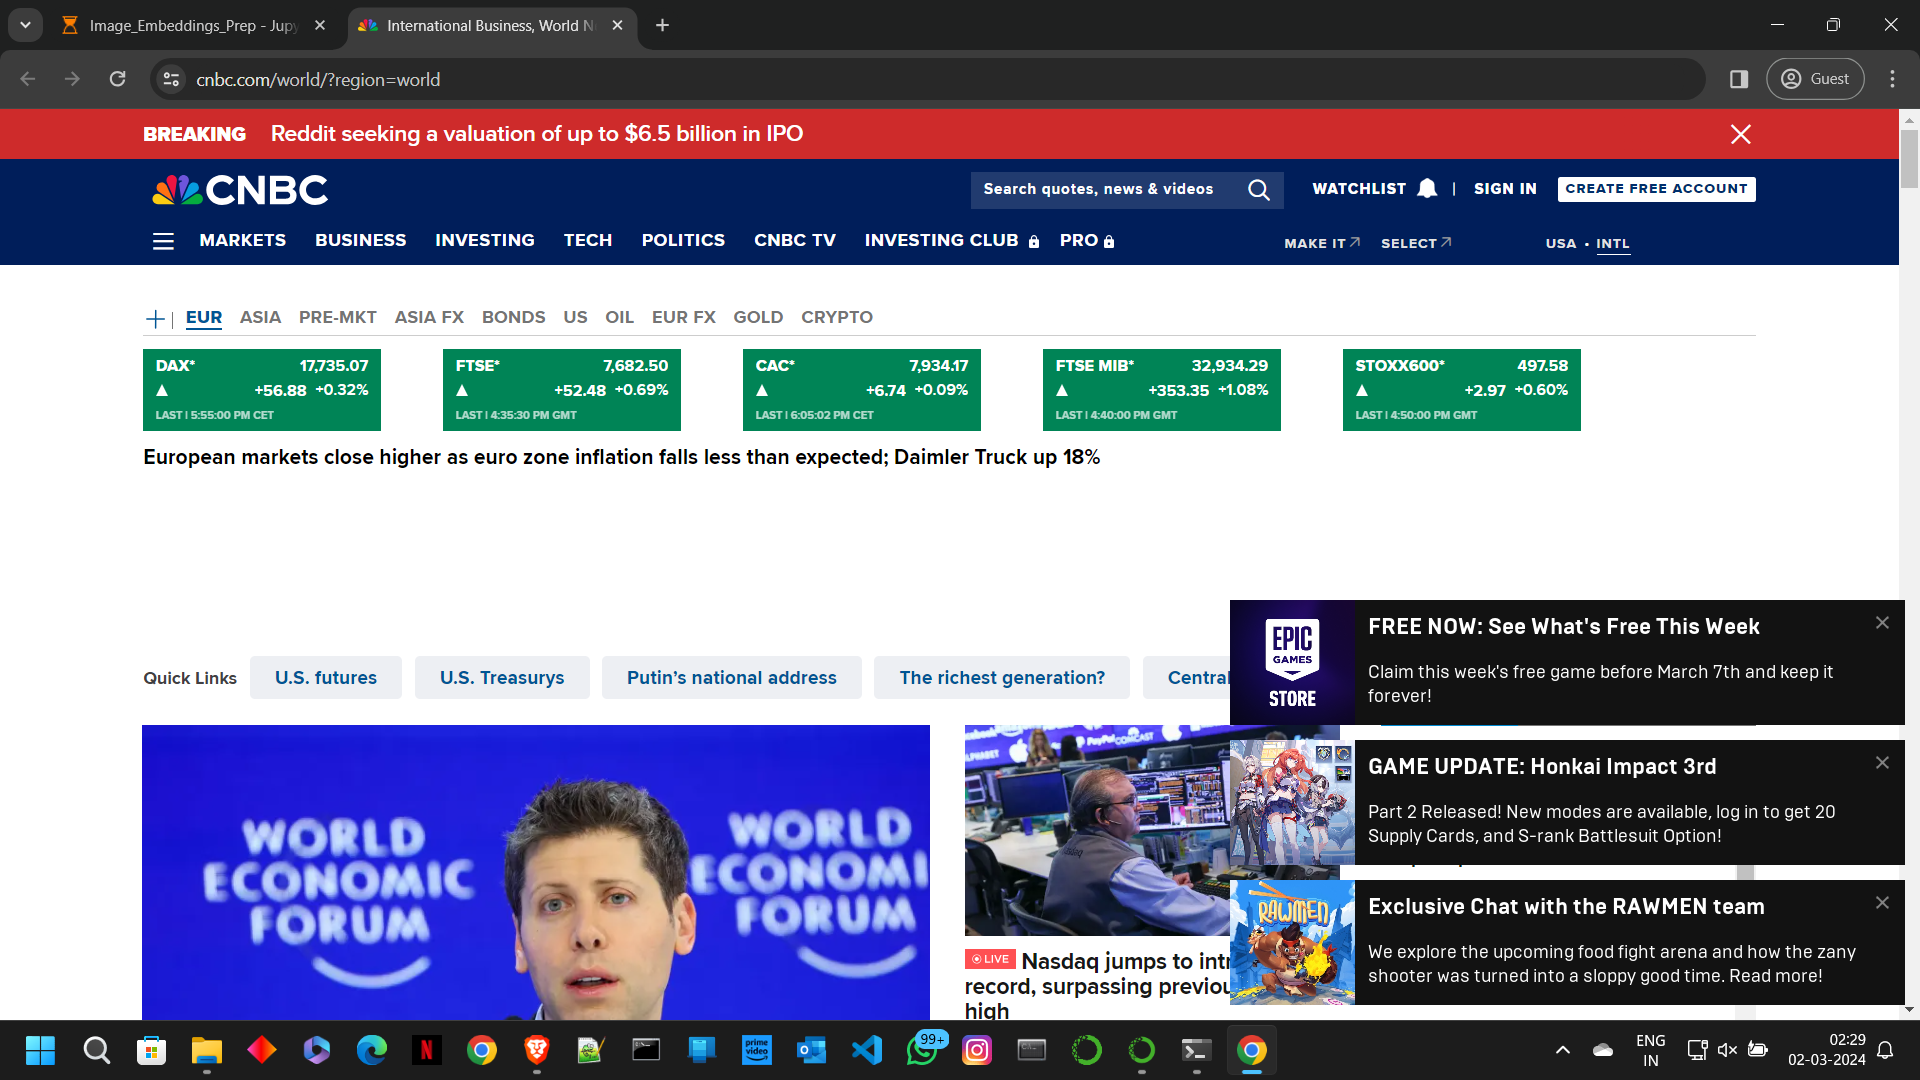 Image_Embeddings_Prep - Jupy
International Business, World N
cnbc.com/world/?region=world
Guest
BREAKING Reddit seeking a valuation of up to $6.5 billion in IPO
CNBC
Search quotes, news & videos
WATCHLIST | SIGN IN CREATE FREE ACCOUNT
MARKETS BUSINESS INVESTING TECH POLITICS CNBC TV INVESTING CLUB PRO MAKE IT SELECT USA • INTL
+ | EUR ASIA PRE-MKT ASIA FX BONDS US OIL EUR FX GOLD CRYPTO
DAX* 17,735.07
+56.88 +0.32%
LAST | 5:55:00 PM CET
FTSE* 7,682.50
+52.48 +0.69%
LAST | 4:35:30 PM GMT
CAC* 7,934.17
+6.74 +0.09%
LAST | 6:05:02 PM CET
FTSE MIB* 32,934.29
+353.35 +1.08%
LAST | 4:40:00 PM GMT
STOXX600* 497.58
+2.97 +0.60%
LAST | 4:50:00 PM GMT
European markets close higher as euro zone inflation falls less than expected; Daimler Truck up 18%
Quick Links U.S. futures U.S. Treasurys Putin’s national address The richest generation? Central
WORLD
ECONOMIC
FORUM
WORLD
ECONOMI
FORUM
PayPal
COMCAST
LIVE Nasdaq jumps to intr
record, surpassing previou
high
EPIC
GAMES
STORE
FREE NOW: See What's Free This Week
Claim this week's free game before March 7th and keep it
forever!
GAME UPDATE: Honkai Impact 3rd
Part 2 Released! New modes are available, log in to get 20
Supply Cards, and S-rank Battlesuit Option!
RAWMEN
Exclusive Chat with the RAWMEN team
We explore the upcoming food fight arena and how the zany
shooter was turned into a sloppy good time. Read more!
N
prime
video
99+
ENG
IN
02:29
02-03-2024